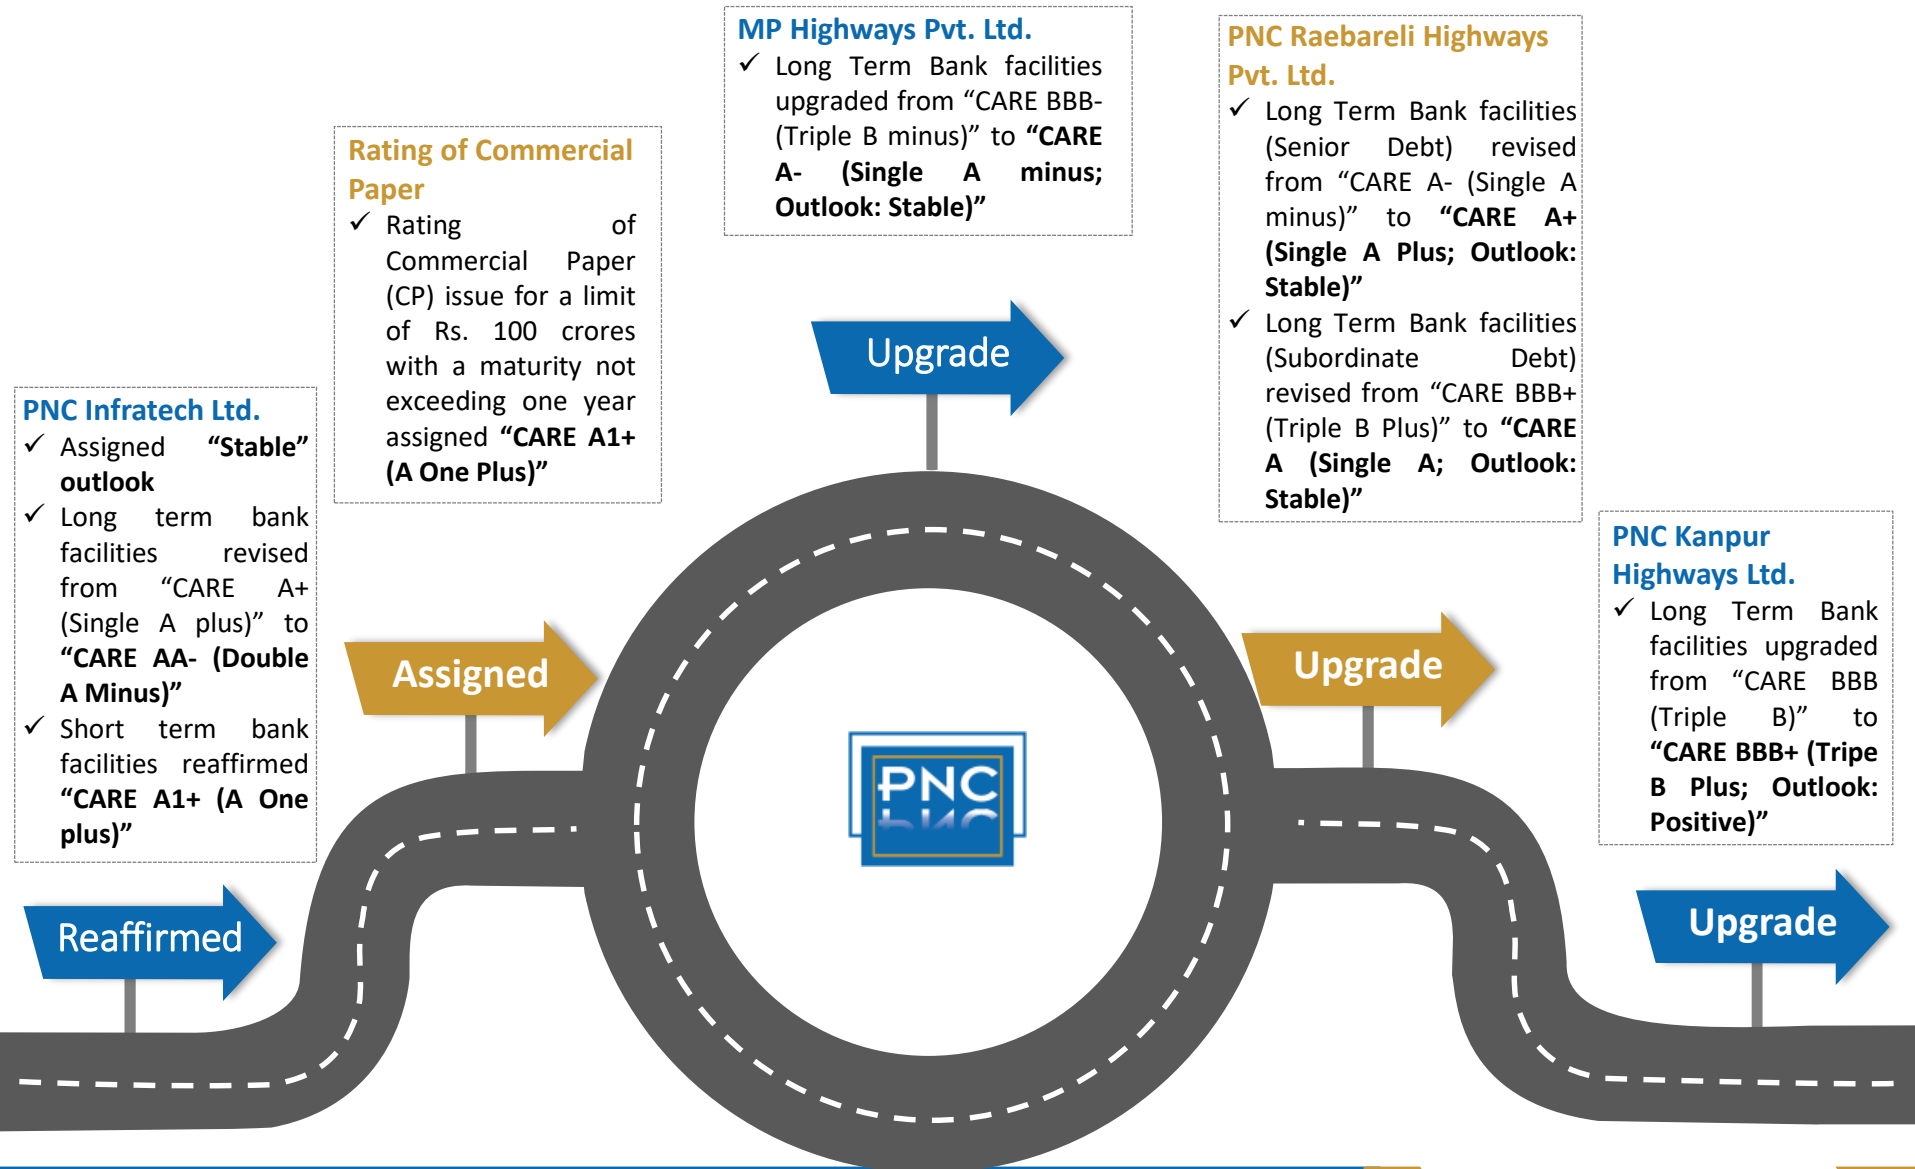 MP Highways Pvt. Ltd.
✓ Long Term Bank facilities
upgraded from “CARE BBB-
(Triple B minus)” to “CARE
A- (Single A minus;
Outlook: Stable)”
PNC Raebareli Highways
Pvt. Ltd.
✓ Long Term Bank facilities
(Senior Debt) revised
from “CARE A- (Single A
minus)” to “CARE A+
(Single A Plus; Outlook:
Stable)”
✓ Long Term Bank facilities
(Subordinate Debt)
revised from “CARE BBB+
(Triple B Plus)” to “CARE
A (Single A; Outlook:
Stable)”
Rating of Commercial
Paper
✓ Rating of
Commercial Paper
(CP) issue for a limit
of Rs. 100 crores
with a maturity not
exceeding one year
assigned “CARE A1+
(A One Plus)”
Upgrade
PNC Infratech Ltd.
✓ Assigned “Stable”
outlook
✓ Long term bank
facilities revised
from “CARE A+
(Single A plus)” to
“CARE AA- (Double
A Minus)”
✓ Short term bank
facilities reaffirmed
“CARE A1+ (A One
plus)”
PNC Kanpur
Highways Ltd.
✓ Long Term Bank
facilities upgraded
from “CARE BBB
(Triple B)” to
“CARE BBB+ (Tripe
B Plus; Outlook:
Positive)”
Assigned
Upgrade
PNC
Reaffirmed
Upgrade